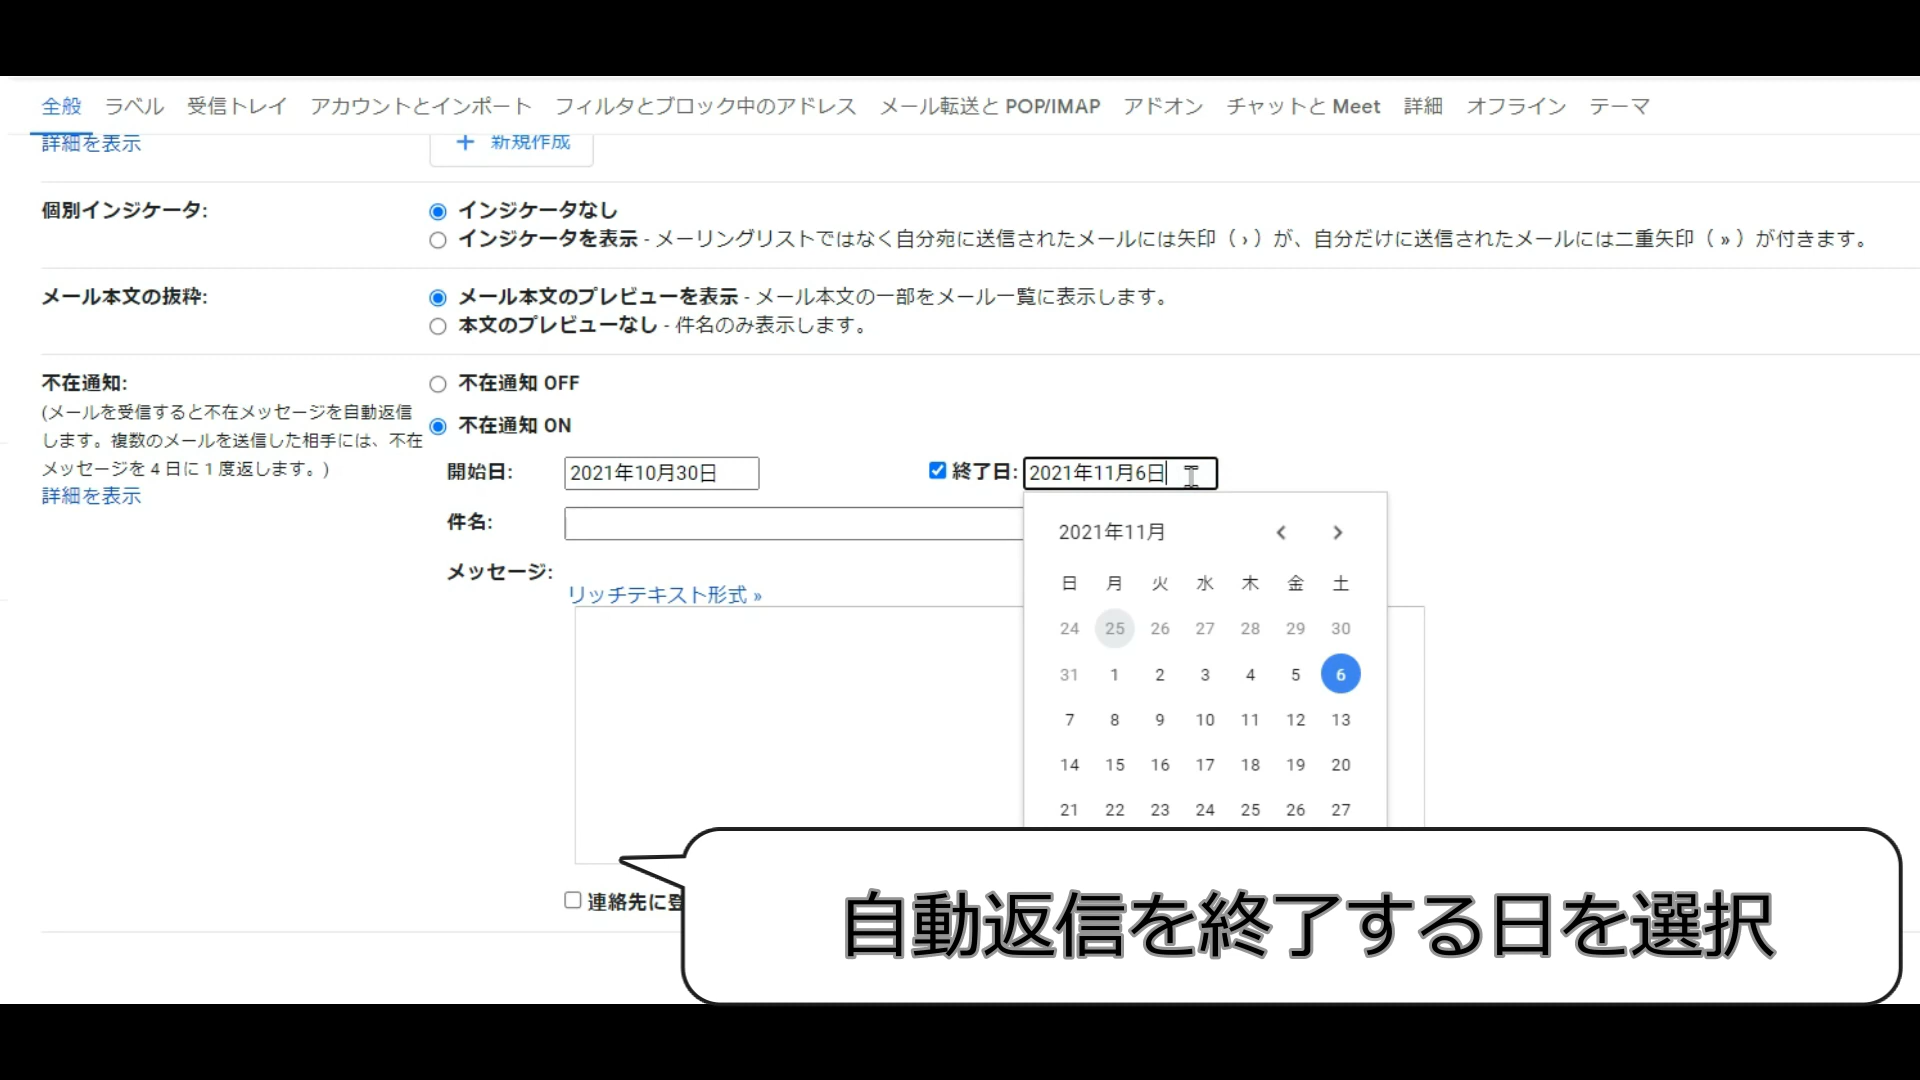 全般 ラベル 受信トレイ アカウントとインポート フィルタとブロック中のアドレス メール転送と POP/IMAP アドオン チャットと Meet 詳細 オフライン テーマ
詳細を表示
+ 新規作成
個別インジケータ:
インジケータなし
インジケータを表示 - メーリングリストではなく自分宛に送信されたメールには矢印（ › ）が、自分だけに送信されたメールには二重矢印（ » ）が付きます。
メール本文の抜粋:
メール本文のプレビューを表示 - メール本文の一部をメール一覧に表示します。
本文のプレビューなし - 件名のみ表示します。
不在通知:
(メールを受信すると不在メッセージを自動返信
します。複数のメールを送信した相手には、不在
メッセージを 4 日に 1 度返します。)
詳細を表示
不在通知 OFF
不在通知 ON
開始日: 2021年10月30日 終了日: 2021年11月6日
件名:
メッセージ:
リッチテキスト形式 »
2021年11月 ‹ ›
日 月 火 水 木 金 土
24 25 26 27 28 29 30
31 1 2 3 4 5 6
7 8 9 10 11 12 13
14 15 16 17 18 19 20
21 22 23 24 25 26 27
連絡先に登
自動返信を終了する日を選択